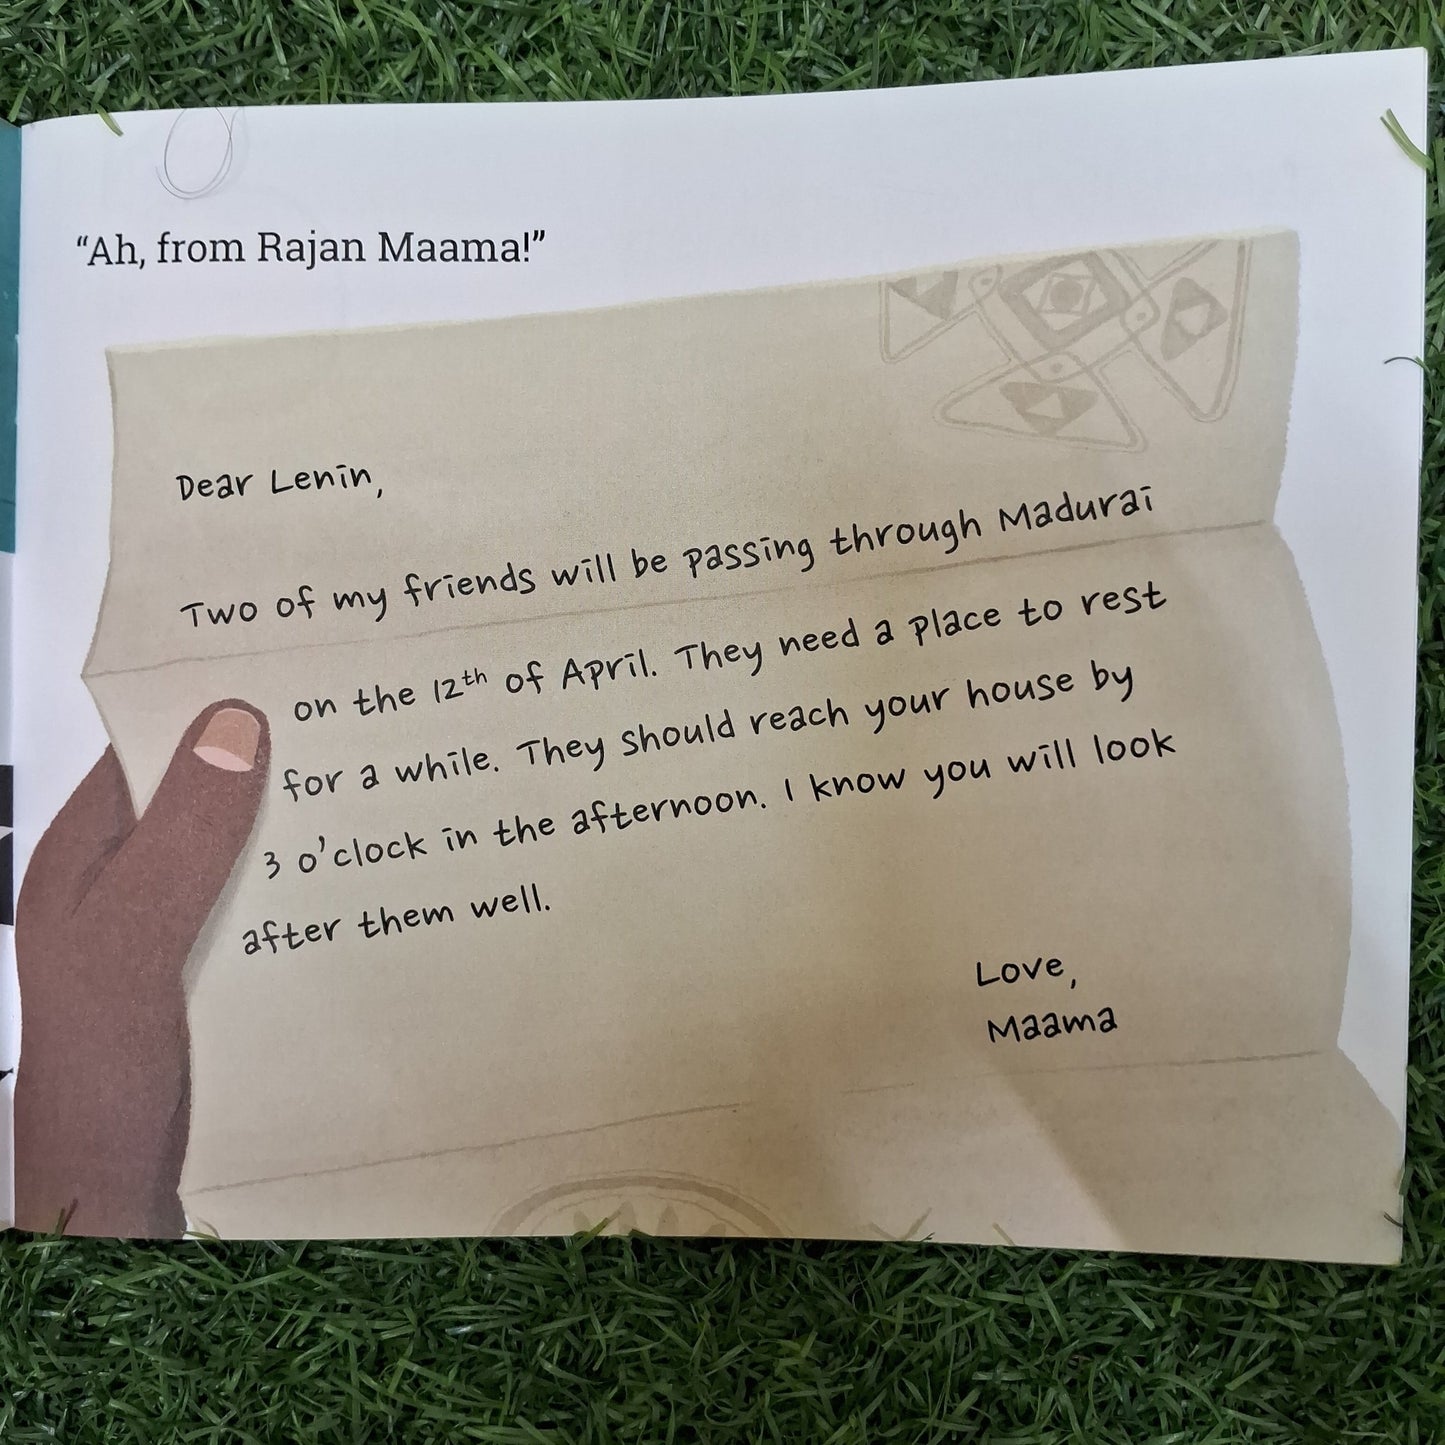 “Ah, from Rajan Maama!”
Dear Lenin,
Two of my friends will be passing through Madurai
on the 12th of April. They need a place to rest
for a while. They should reach your house by
3 o'clock in the afternoon. I know you will look
after them well.
Love,
Maama